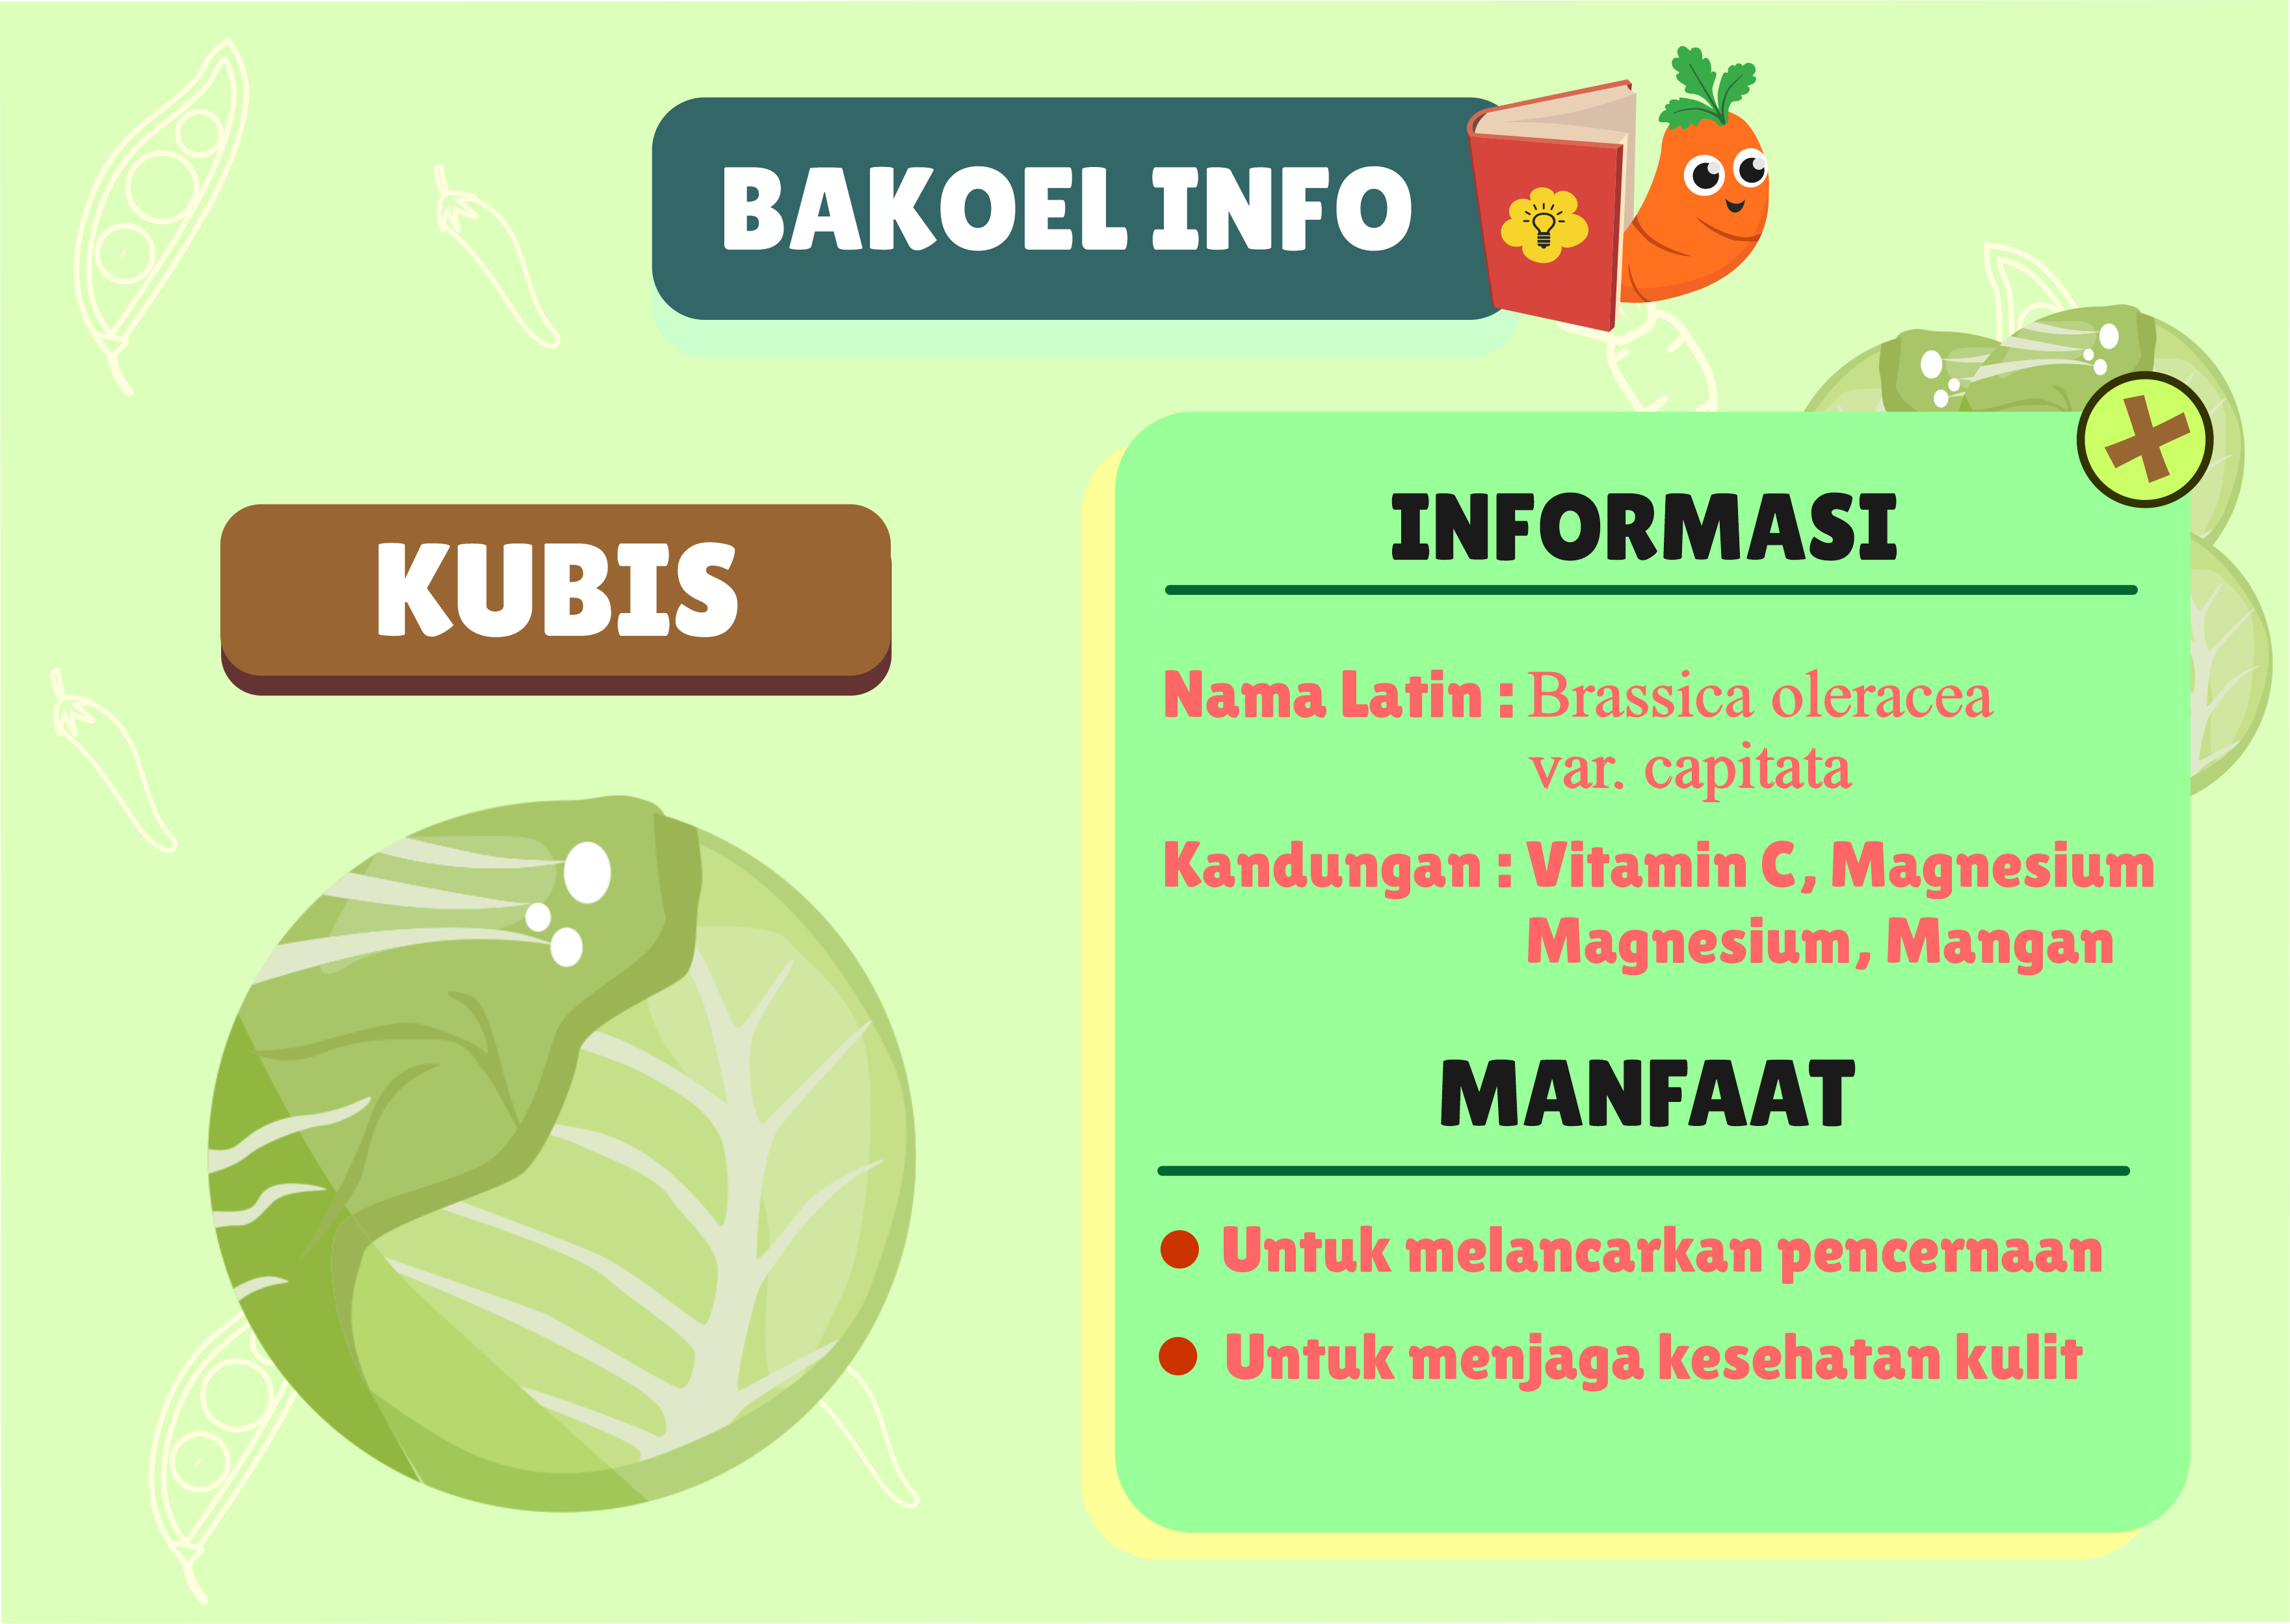 BAKOEL INFO
KUBIS
INFORMASI
Nama Latin : Brassica oleracea
var. capitata
Kandungan : Vitamin C, Magnesium
Magnesium, Mangan
MANFAAT
Untuk melancarkan pencernaan
Untuk menjaga kesehatan kulit